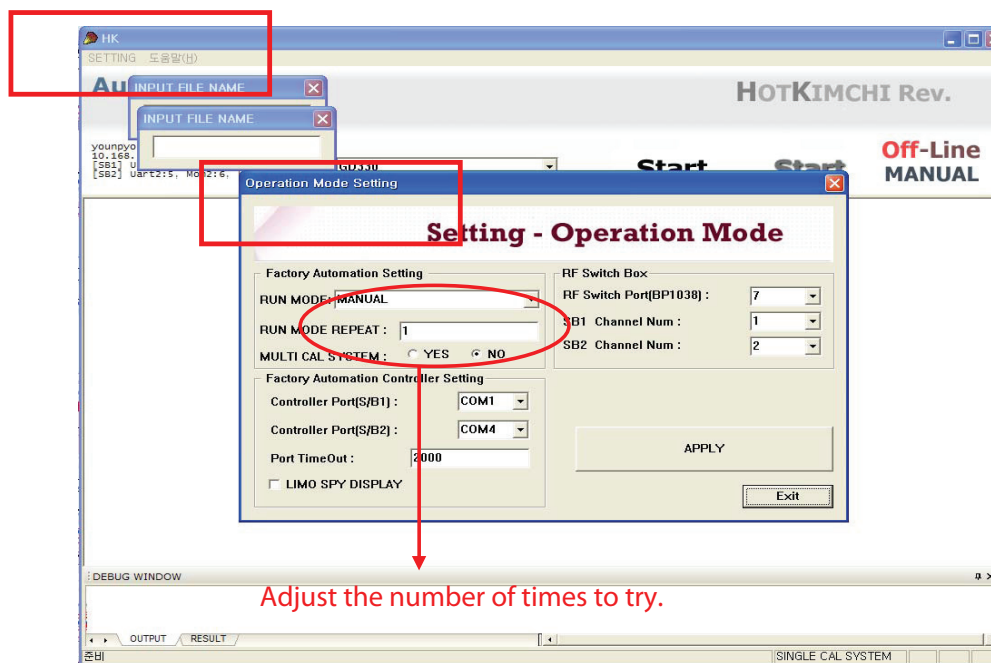 HK
SETTING 도움말(H)
Au
INPUT FILE NAME
INPUT FILE NAME
HOTKIMCHI Rev.
younpyo
10.168.
[SB1] U
[SB2] Uart2:5, Mon2:6,
GD330
Start
Start
Off-Line
MANUAL
Operation Mode Setting
Setting - Operation Mode
Factory Automation Setting
RUN MODE: MANUAL
RUN MODE REPEAT : 1
MULTI CAL SYSTEM : YES NO
RF Switch Box
RF Switch Port(BP1038) : 7
SB1 Channel Num : 1
SB2 Channel Num : 2
Factory Automation Controller Setting
Controller Port(S/B1) : COM1
Controller Port(S/B2) : COM4
Port TimeOut : 2000
LIMO SPY DISPLAY
APPLY
Exit
DEBUG WINDOW
Adjust the number of times to try.
OUTPUT RESULT
준비
SINGLE CAL SYSTEM